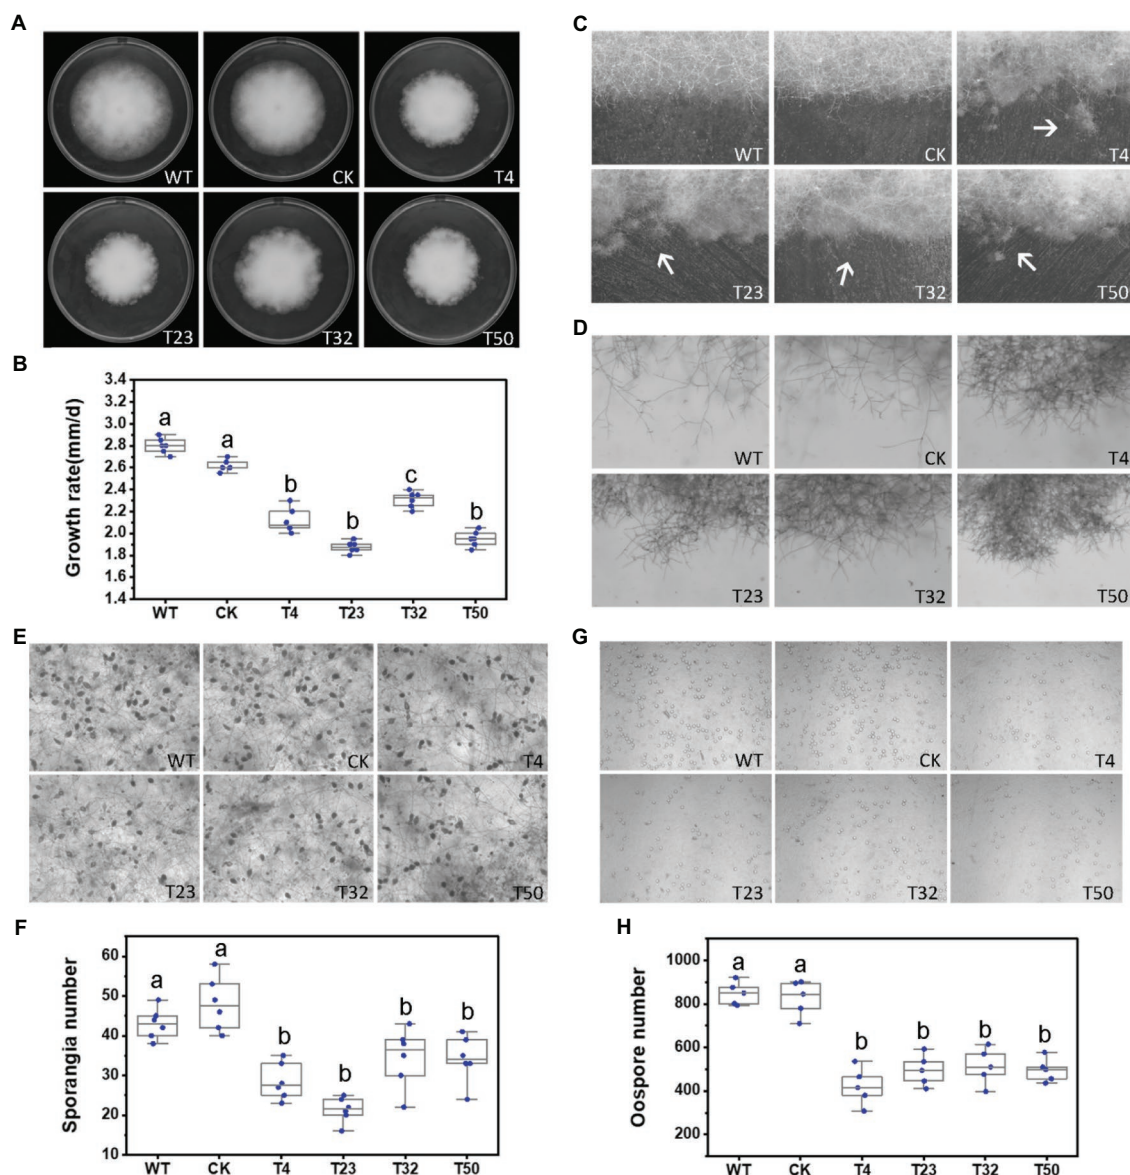 A
WT
CK
T4
T23
T32
T50
B
Growth rate(mm/d)
3.4
3.2
3.0
2.8
2.6
2.4
2.2
2.0
1.8
1.6
1.4
a
a
b
b
c
b
WT CK T4 T23 T32 T50
C
WT
CK
T4
T23
T32
T50
D
WT
CK
T4
T23
T32
T50
E
WT
CK
T4
T23
T32
T50
F
Sporangia number
60
50
40
30
20
10
a
a
b
b
b
b
WT CK T4 T23 T32 T50
G
WT
CK
T4
T23
T32
T50
H
Oospore number
1000
800
600
400
200
a
a
b
b
b
b
WT CK T4 T23 T32 T50